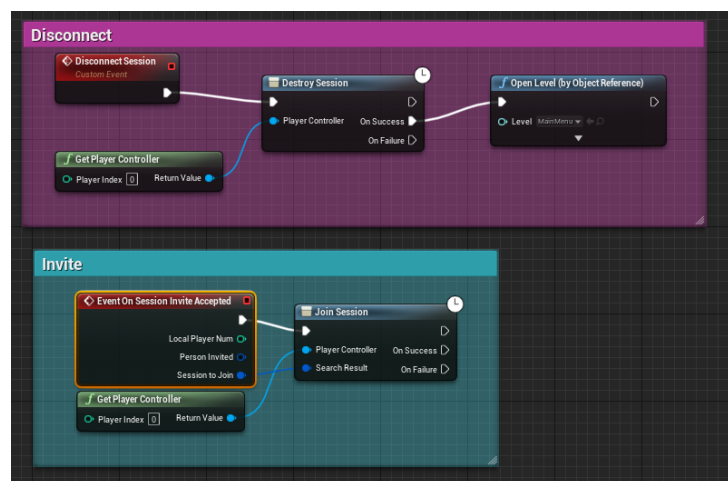 Disconnect
Disconnect Session
Custom Event
Destroy Session
Player Controller
On Success
On Failure
Open Level (by Object Reference)
Level
MainMenu
Get Player Controller
Player Index
0
Return Value
Invite
Event On Session Invite Accepted
Local Player Num
Person Invited
Session to Join
Join Session
Player Controller
On Success
Search Result
On Failure
Get Player Controller
Player Index
0
Return Value